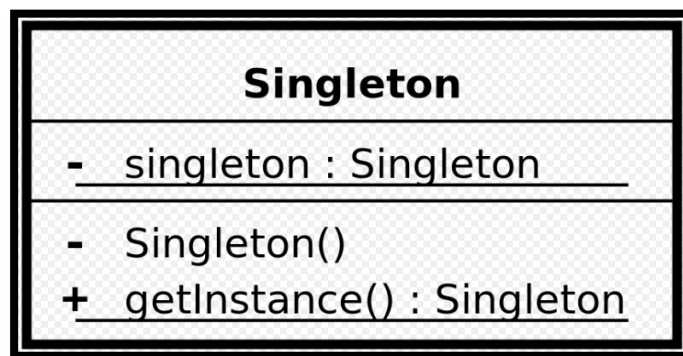 Singleton
- singleton : Singleton
- Singleton()
+ getInstance() : Singleton